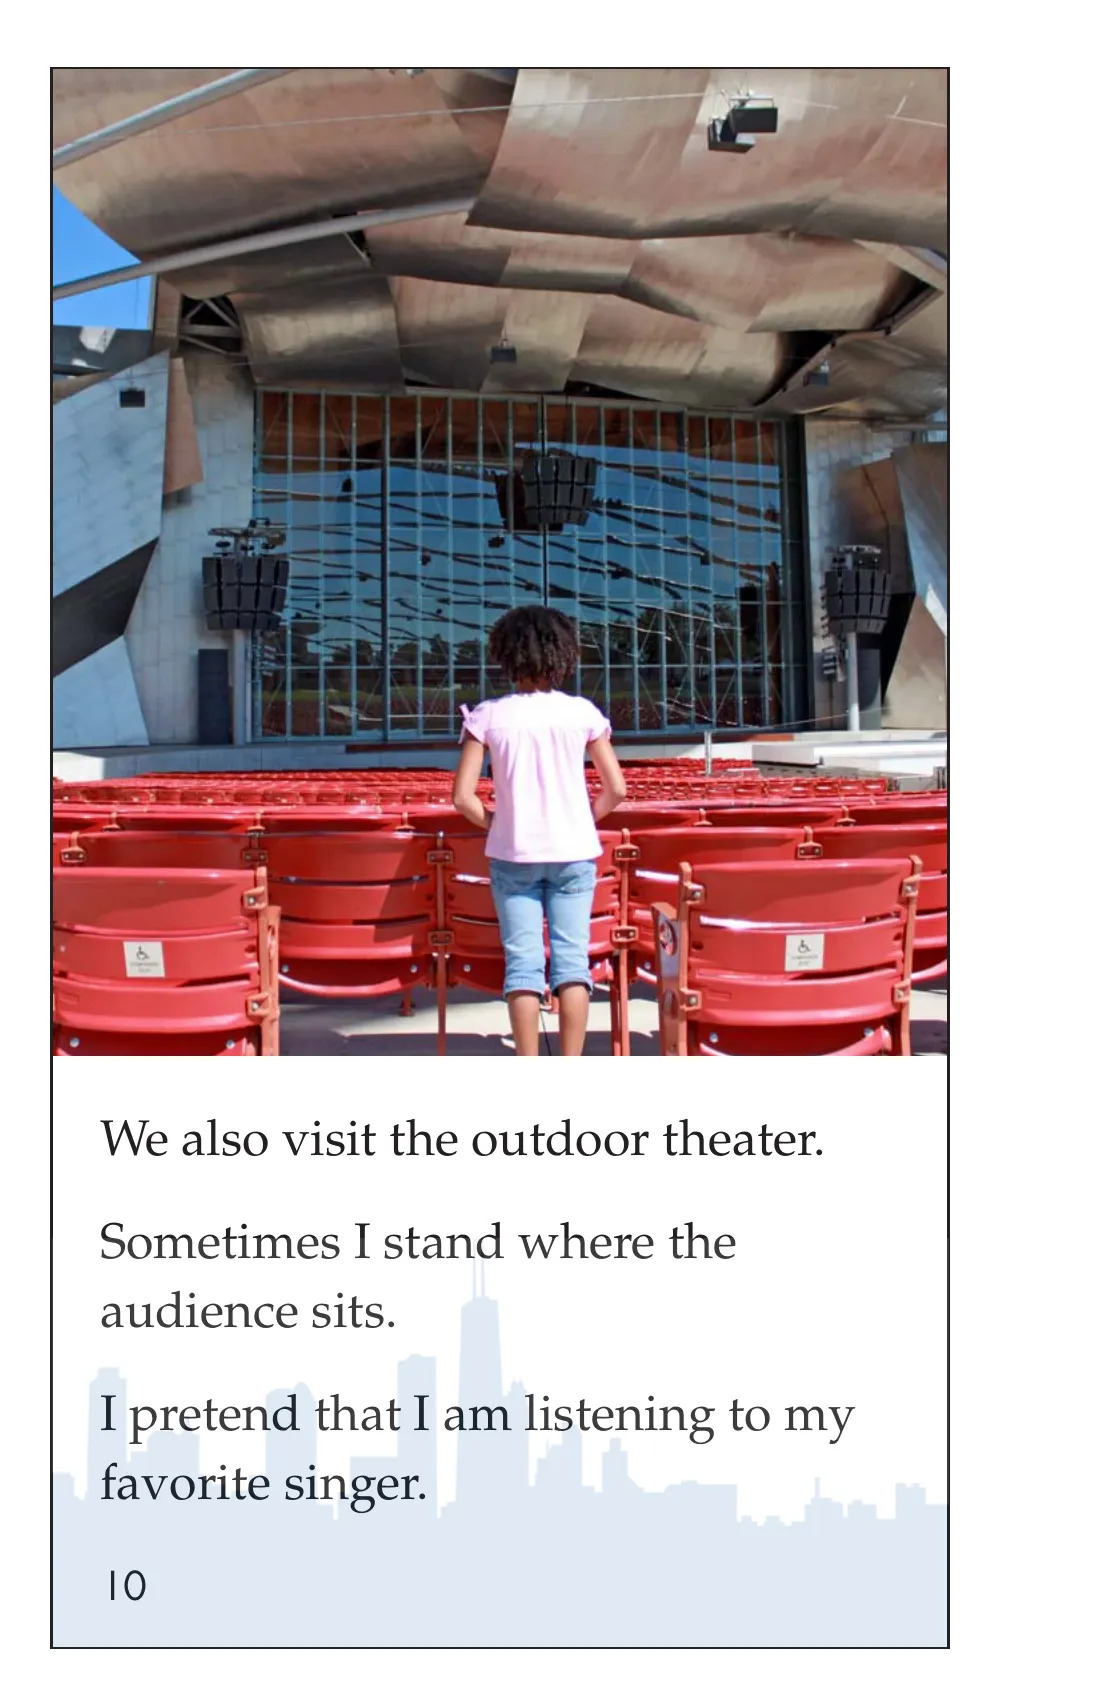 We also visit the outdoor theater.
Sometimes I stand where the
audience sits.
I pretend that I am listening to my
favorite singer.
10